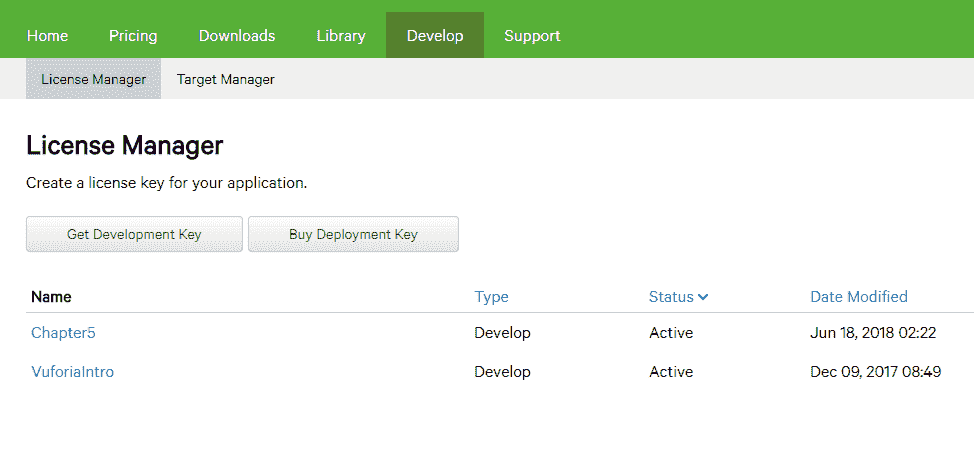 Home Pricing Downloads Library Develop Support
License Manager Target Manager
License Manager
Create a license key for your application.
Get Development Key Buy Deployment Key
Name Type Status Date Modified
Chapter5 Develop Active Jun 18, 2018 02:22
VuforiaIntro Develop Active Dec 09, 2017 08:49